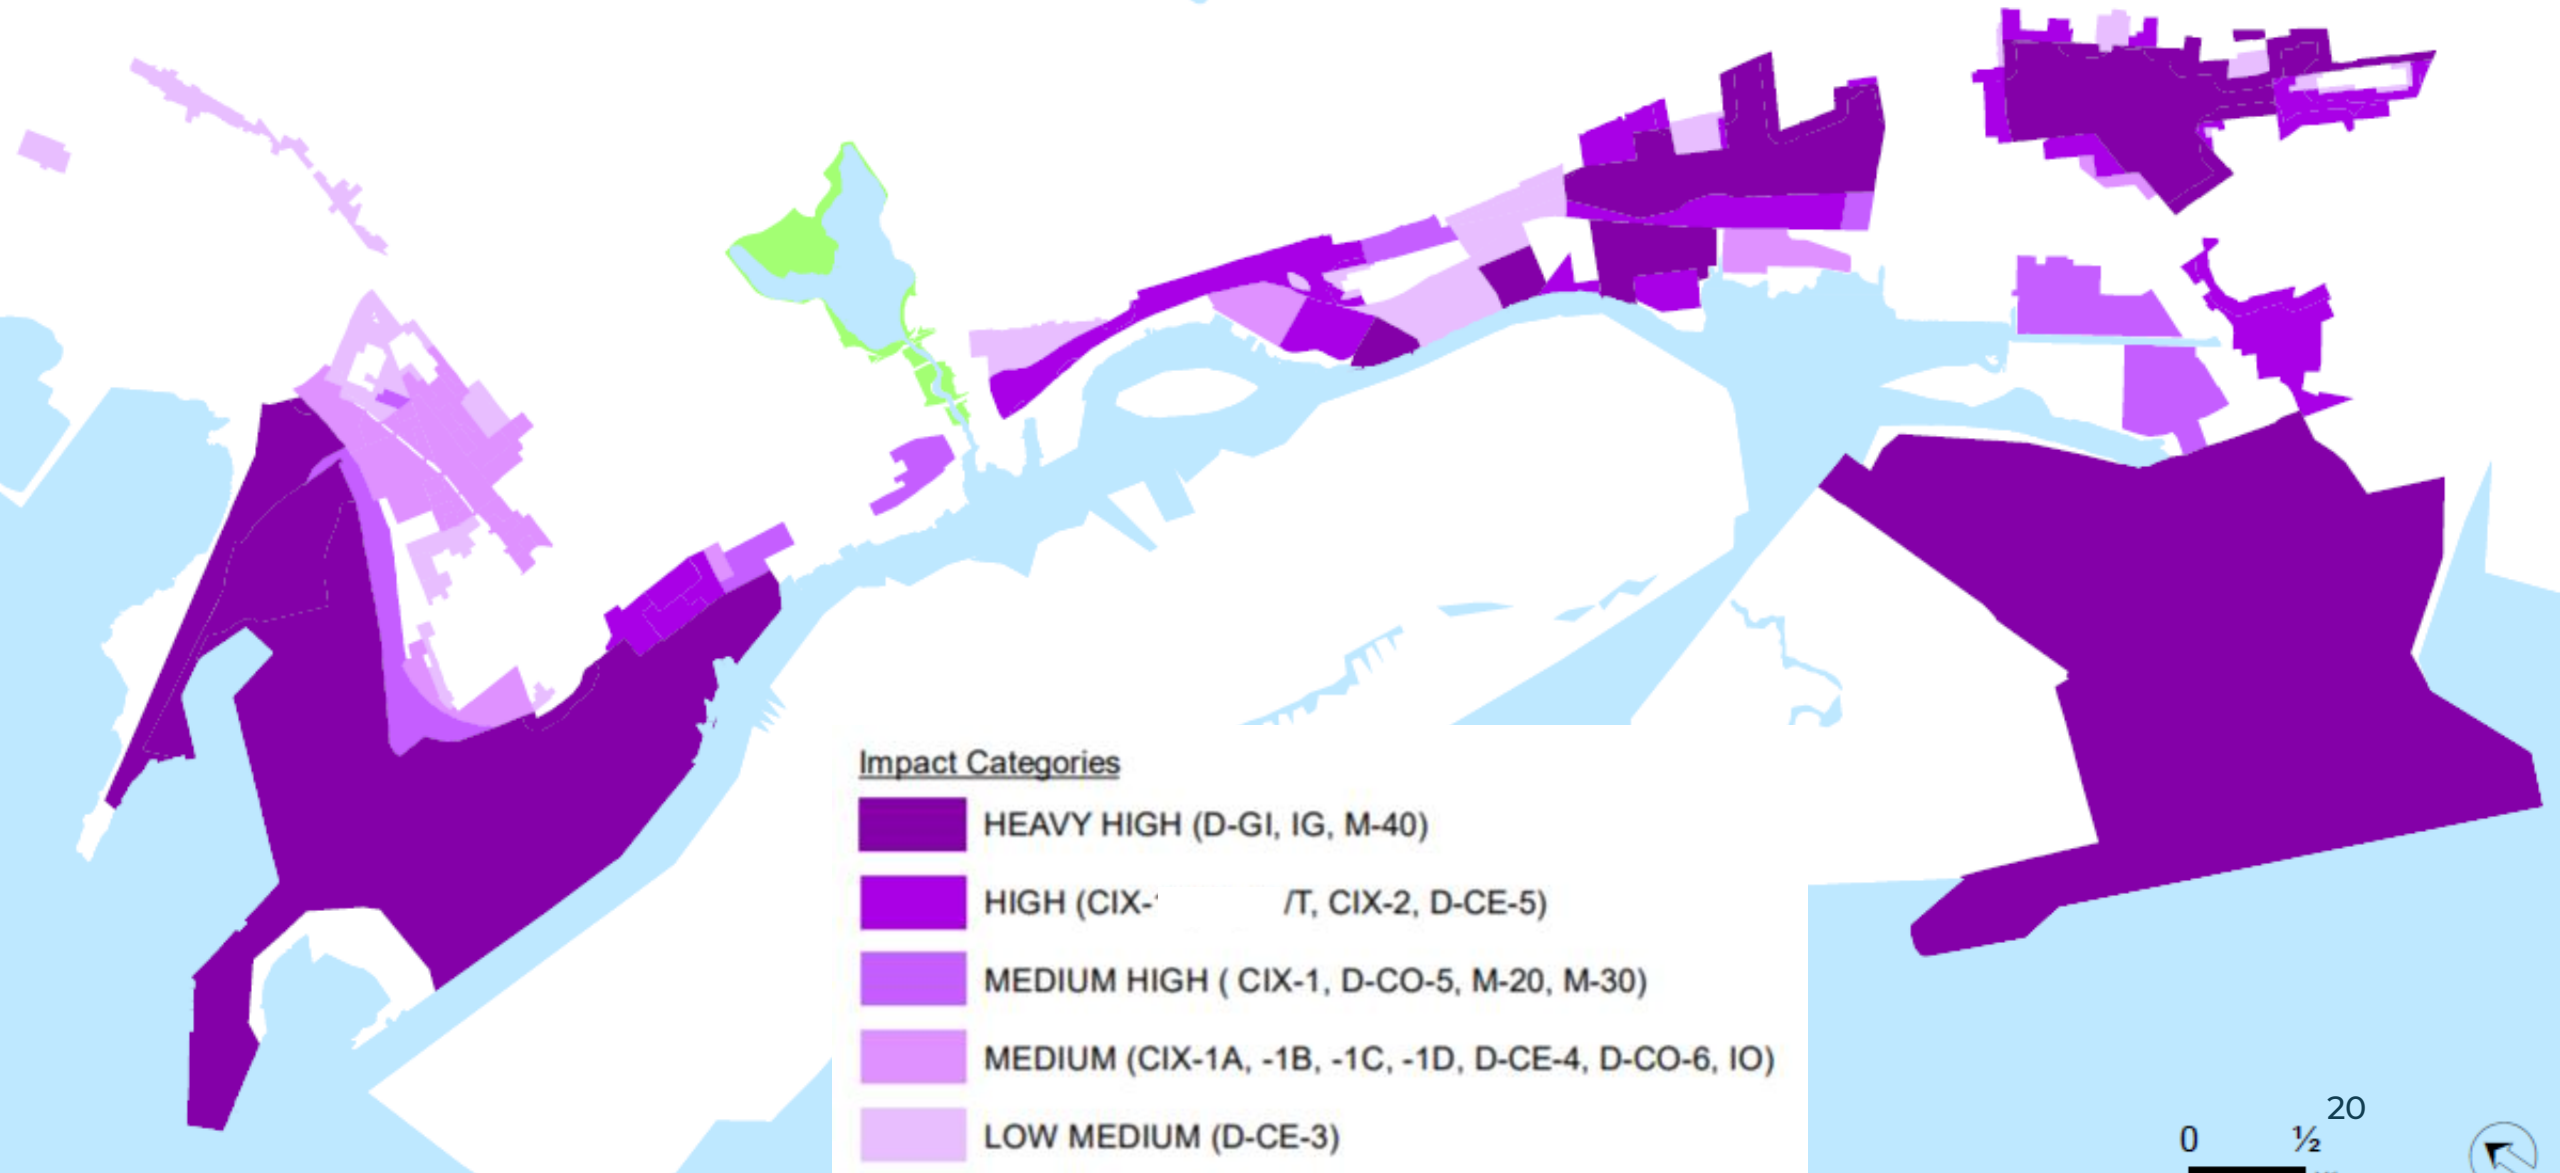 Impact Categories
HEAVY HIGH (D-GI, IG, M-40)
HIGH (CIX- /T, CIX-2, D-CE-5)
MEDIUM HIGH ( CIX-1, D-CO-5, M-20, M-30)
MEDIUM (CIX-1A, -1B, -1C, -1D, D-CE-4, D-CO-6, IO)
LOW MEDIUM (D-CE-3)
20
0 ½